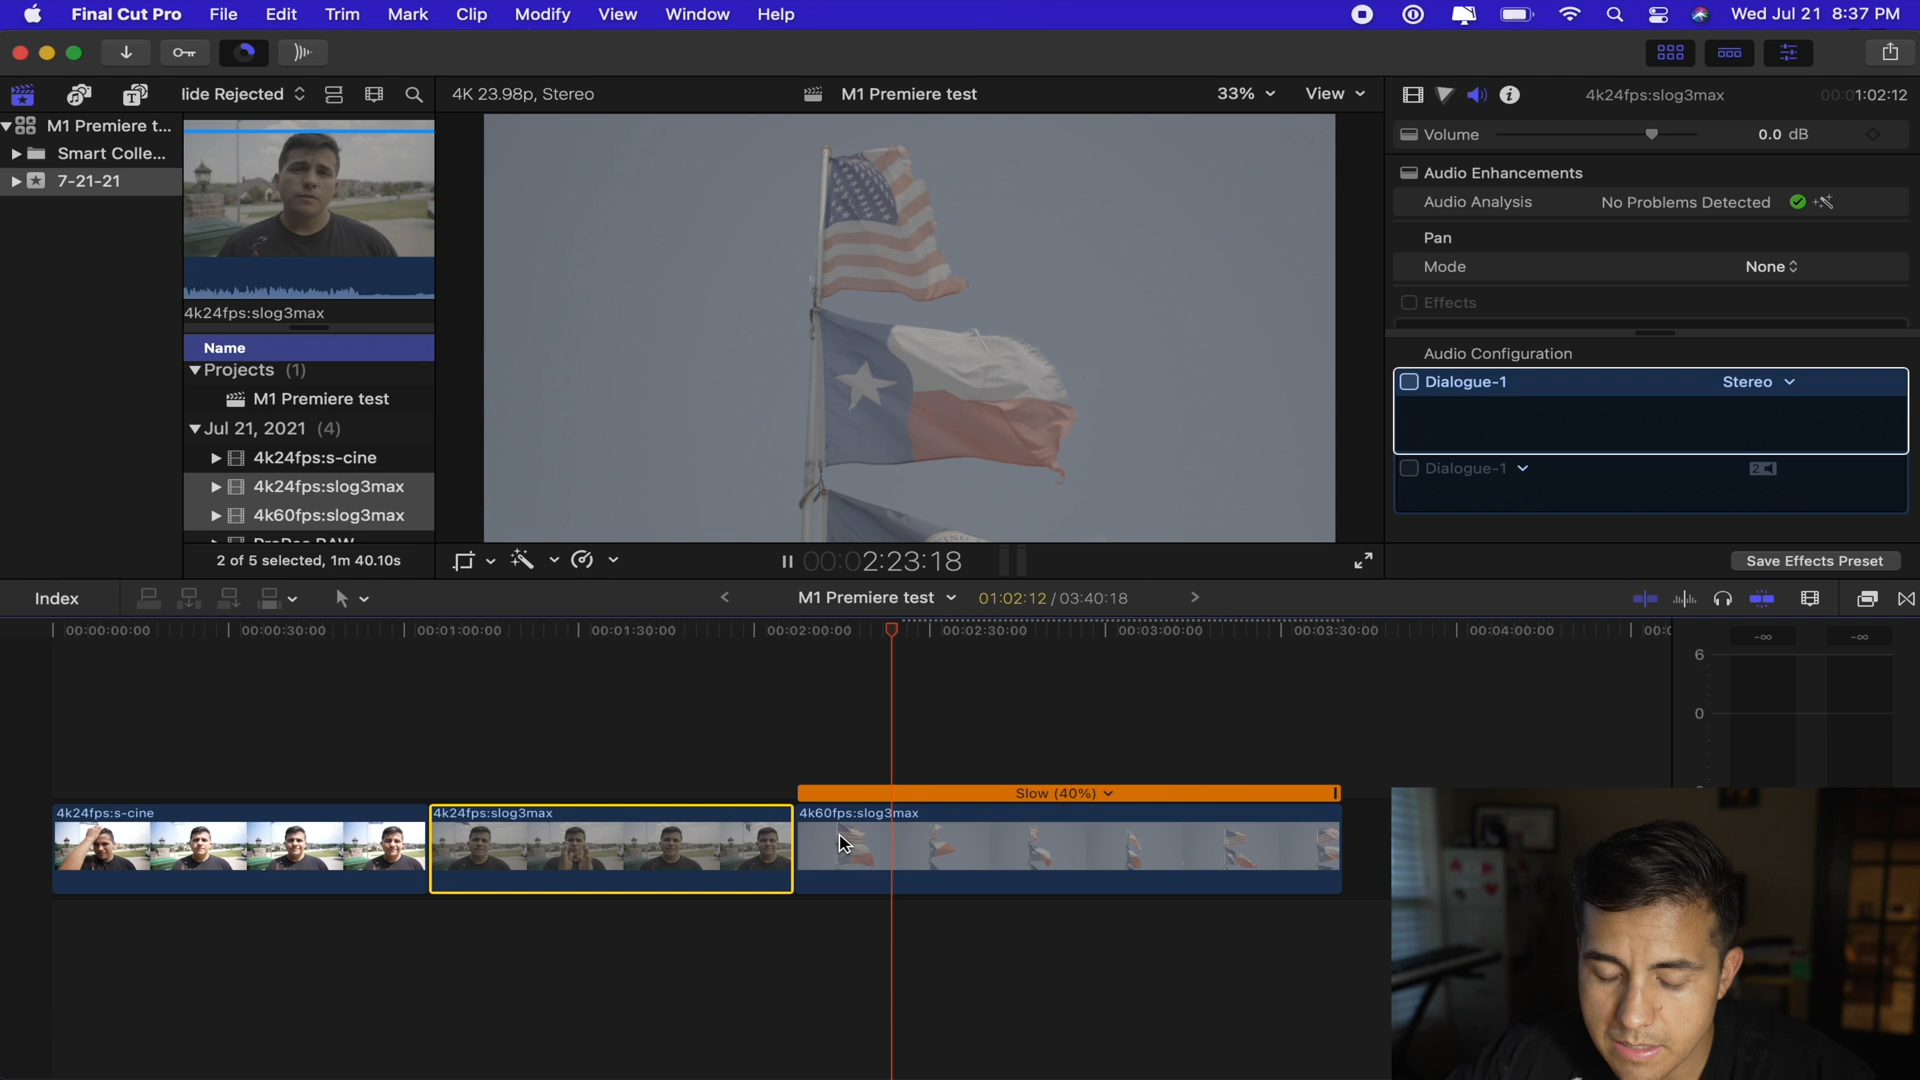 Final Cut Pro File Edit Trim Mark Clip Modify View Window Help Wed Jul 21 8:37 PM
lide Rejected
4K 23.98p, Stereo
M1 Premiere test
33%
View
4k24fps:slog3max
00:01:02:12
M1 Premiere t...
Smart Colle...
7-21-21
4k24fps:slog3max
Name
Projects (1)
M1 Premiere test
Jul 21, 2021 (4)
4k24fps:s-cine
4k24fps:slog3max
4k60fps:slog3max
ProRes RAW
2 of 5 selected, 1m 40.10s
00:02:23:18
Volume 0.0 dB
Audio Enhancements
Audio Analysis No Problems Detected
Pan
Mode None
Effects
Audio Configuration
Dialogue-1 Stereo
Dialogue-1 2
Save Effects Preset
Index
M1 Premiere test 01:02:12 / 03:40:18
00:00:00:00 00:00:30:00 00:01:00:00 00:01:30:00 00:02:00:00 00:02:30:00 00:03:00:00 00:03:30:00 00:04:00:00 00:0
-∞ -∞
6
0
Slow (40%)
4k24fps:s-cine
4k24fps:slog3max
4k60fps:slog3max